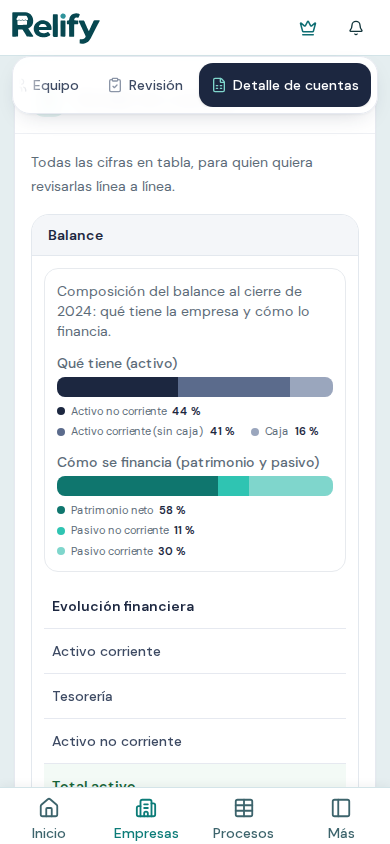 Relify
Equipo
Revisión
Detalle de cuentas
Todas las cifras en tabla, para quien quiera
revisarlas línea a línea.
Balance
Composición del balance al cierre de
2024: qué tiene la empresa y cómo lo
financia.
Qué tiene (activo)
Activo no corriente 44 %
Activo corriente (sin caja) 41 %
Caja 16 %
Cómo se financia (patrimonio y pasivo)
Patrimonio neto 58 %
Pasivo no corriente 11 %
Pasivo corriente 30 %
Evolución financiera
Activo corriente
Tesorería
Activo no corriente
Total activo
Inicio
Empresas
Procesos
Más